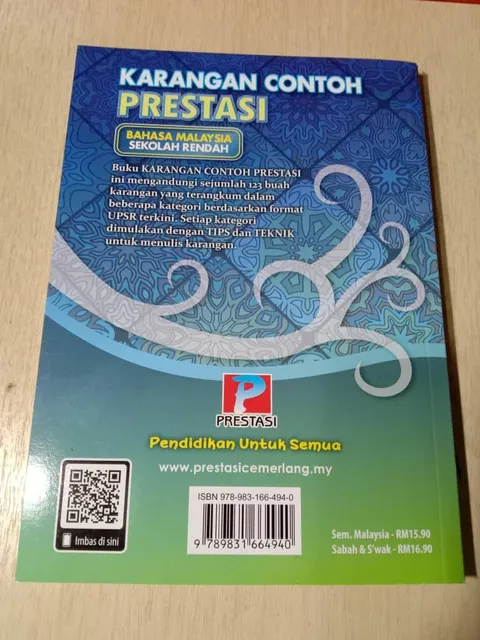 KARANGAN CONTOH
PRESTASI
BAHASA MALAYSIA
SEKOLAH RENDAH
Buku KARANGAN CONTOH PRESTASI
ini mengandungi sejumlah 123 buah
karangan yang terangkum dalam
beberapa kategori berdasarkan format
UPSR terkini. Setiap kategori
dimulakan dengan TIPS dan TEKNIK
untuk menulis karangan.
P
PRESTASI
Pendidikan Untuk Semua
www.prestasicemerlang.my
ISBN 978-983-166-494-0
9 789831 664940
Imbas di sini
Sem. Malaysia - RM15.90
Sabah & S'wak - RM16.90